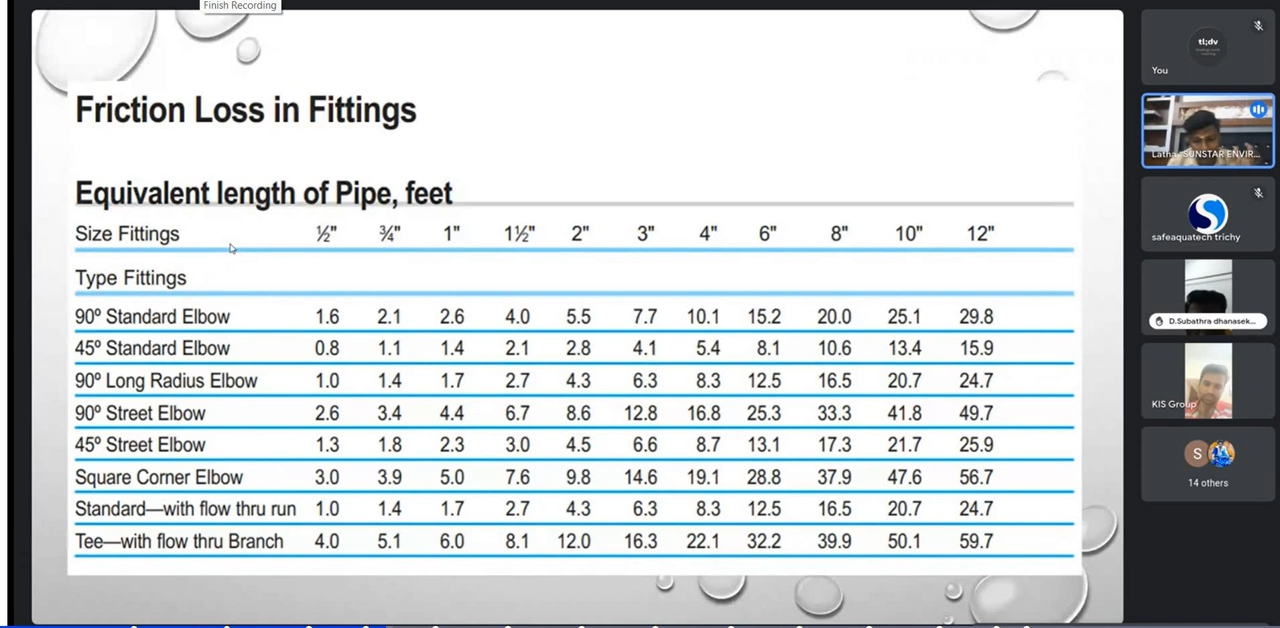 Finish Recording
Friction Loss in Fittings
Equivalent length of Pipe, feet
Size Fittings ½" ¾" 1" 1½" 2" 3" 4" 6" 8" 10" 12"
Type Fittings
90º Standard Elbow 1.6 2.1 2.6 4.0 5.5 7.7 10.1 15.2 20.0 25.1 29.8
45º Standard Elbow 0.8 1.1 1.4 2.1 2.8 4.1 5.4 8.1 10.6 13.4 15.9
90º Long Radius Elbow 1.0 1.4 1.7 2.7 4.3 6.3 8.3 12.5 16.5 20.7 24.7
90º Street Elbow 2.6 3.4 4.4 6.7 8.6 12.8 16.8 25.3 33.3 41.8 49.7
45º Street Elbow 1.3 1.8 2.3 3.0 4.5 6.6 8.7 13.1 17.3 21.7 25.9
Square Corner Elbow 3.0 3.9 5.0 7.6 9.8 14.6 19.1 28.8 37.9 47.6 56.7
Standard—with flow thru run 1.0 1.4 1.7 2.7 4.3 6.3 8.3 12.5 16.5 20.7 24.7
Tee—with flow thru Branch 4.0 5.1 6.0 8.1 12.0 16.3 22.1 32.2 39.9 50.1 59.7
tl;dv
You
SUNSTAR ENVIR...
safeaquatech trichy
D.Subathra dhanasek...
KIS Group
S
14 others